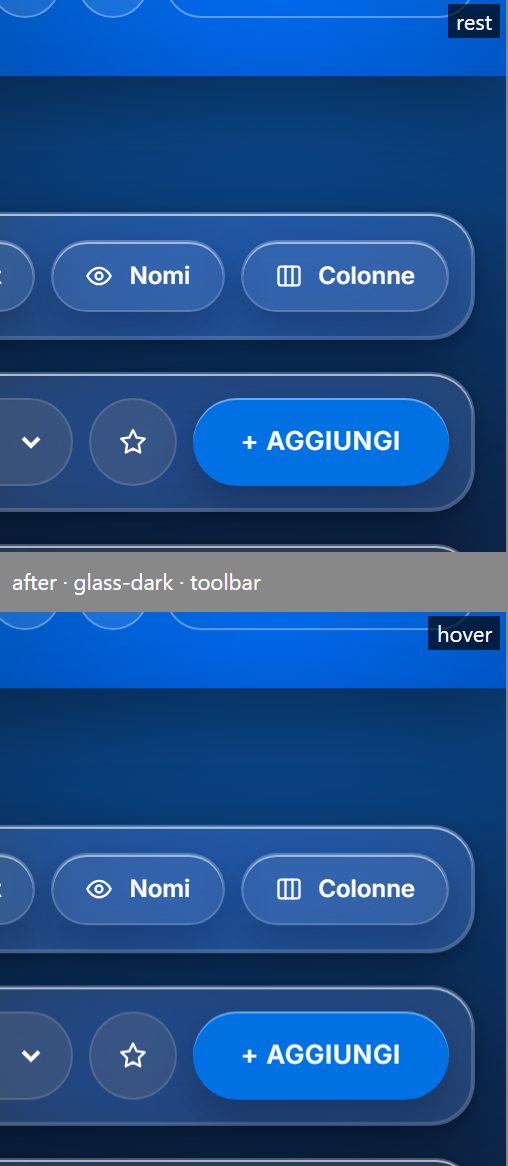 rest
Nomi
Colonne
+ AGGIUNGI
after · glass-dark · toolbar
hover
Nomi
Colonne
+ AGGIUNGI